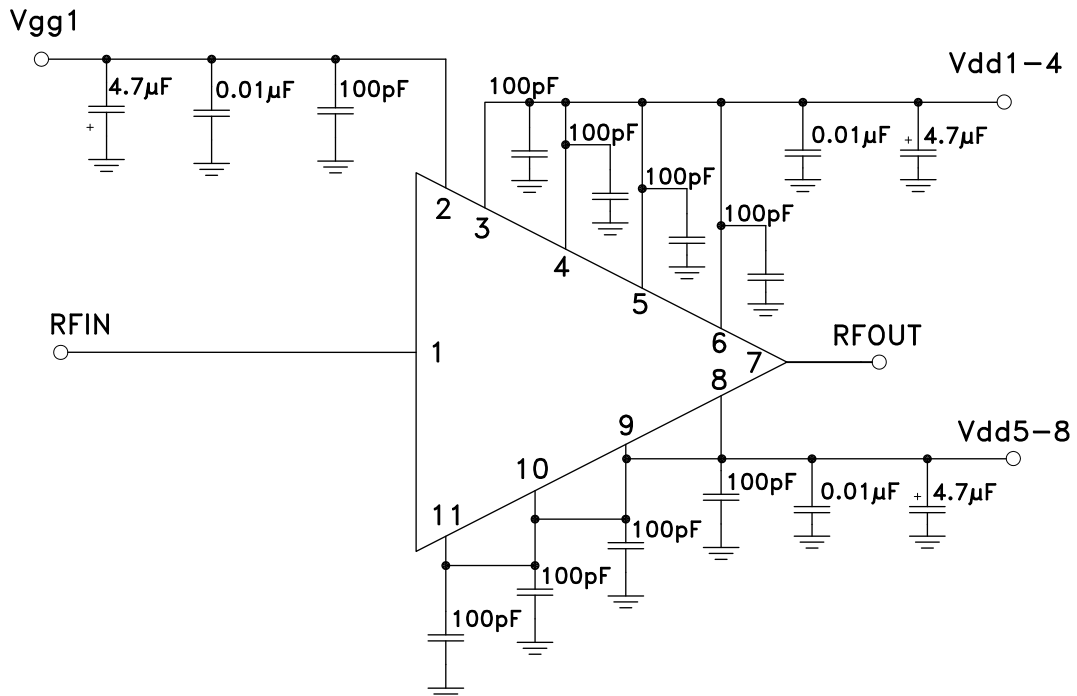 Vgg1
4.7µF
+
0.01µF
100pF
100pF
Vdd1-4
100pF
0.01µF
+
4.7µF
100pF
100pF
2
3
4
5
6
RFIN
1
7
RFOUT
8
9
Vdd5-8
10
100pF
0.01µF
+
4.7µF
11
100pF
100pF
100pF